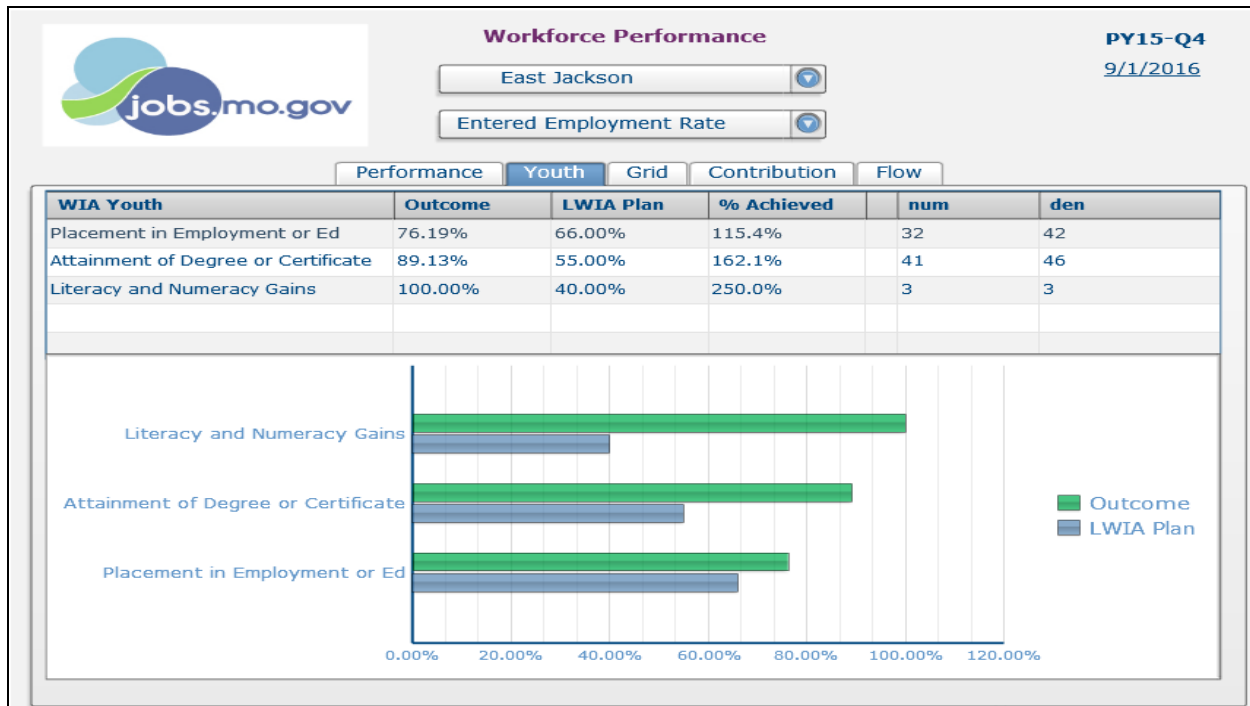 Workforce Performance
PY15-Q4
9/1/2016
jobs.mo.gov
East Jackson
Entered Employment Rate
Performance Youth Grid Contribution Flow
WIA Youth Outcome LWIA Plan % Achieved num den
Placement in Employment or Ed 76.19% 66.00% 115.4% 32 42
Attainment of Degree or Certificate 89.13% 55.00% 162.1% 41 46
Literacy and Numeracy Gains 100.00% 40.00% 250.0% 3 3
Literacy and Numeracy Gains
Attainment of Degree or Certificate
Placement in Employment or Ed
Outcome
LWIA Plan
0.00% 20.00% 40.00% 60.00% 80.00% 100.00% 120.00%